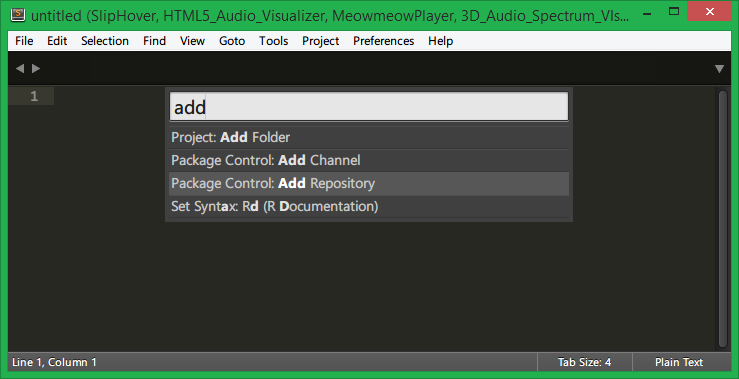 untitled (SlipHover, HTML5_Audio_Visualizer, MeowmeowPlayer, 3D_Audio_Spectrum_VIs...
File Edit Selection Find View Goto Tools Project Preferences Help
1
add
Project: Add Folder
Package Control: Add Channel
Package Control: Add Repository
Set Syntax: Rd (R Documentation)
Line 1, Column 1 Tab Size: 4 Plain Text